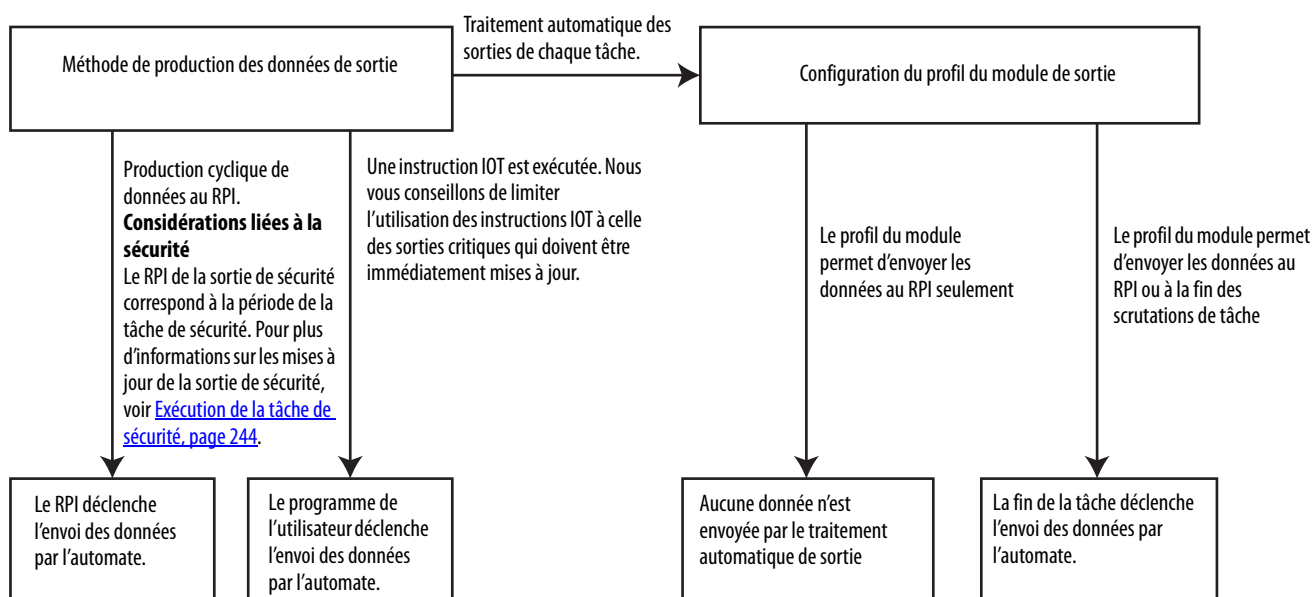 Traitement automatique des
sorties de chaque tâche.
Méthode de production des données de sortie
Configuration du profil du module de sortie
Production cyclique de
données au RPI.
Considérations liées à la
sécurité
Le RPI de la sortie de sécurité
correspond à la période de la
tâche de sécurité. Pour plus
d'informations sur les mises à
jour de la sortie de sécurité,
voir Exécution de la tâche de
sécurité, page 244.
Une instruction IOT est exécutée. Nous
vous conseillons de limiter
l'utilisation des instructions IOT à celle
des sorties critiques qui doivent être
immédiatement mises à jour.
Le profil du module
permet d'envoyer les
données au RPI seulement
Le profil du module permet
d'envoyer les données au
RPI ou à la fin des
scrutations de tâche
Le RPI déclenche
l'envoi des données
par l'automate.
Le programme de
l'utilisateur déclenche
l'envoi des données
par l'automate.
Aucune donnée n'est
envoyée par le traitement
automatique de sortie
La fin de la tâche déclenche
l'envoi des données par
l'automate.